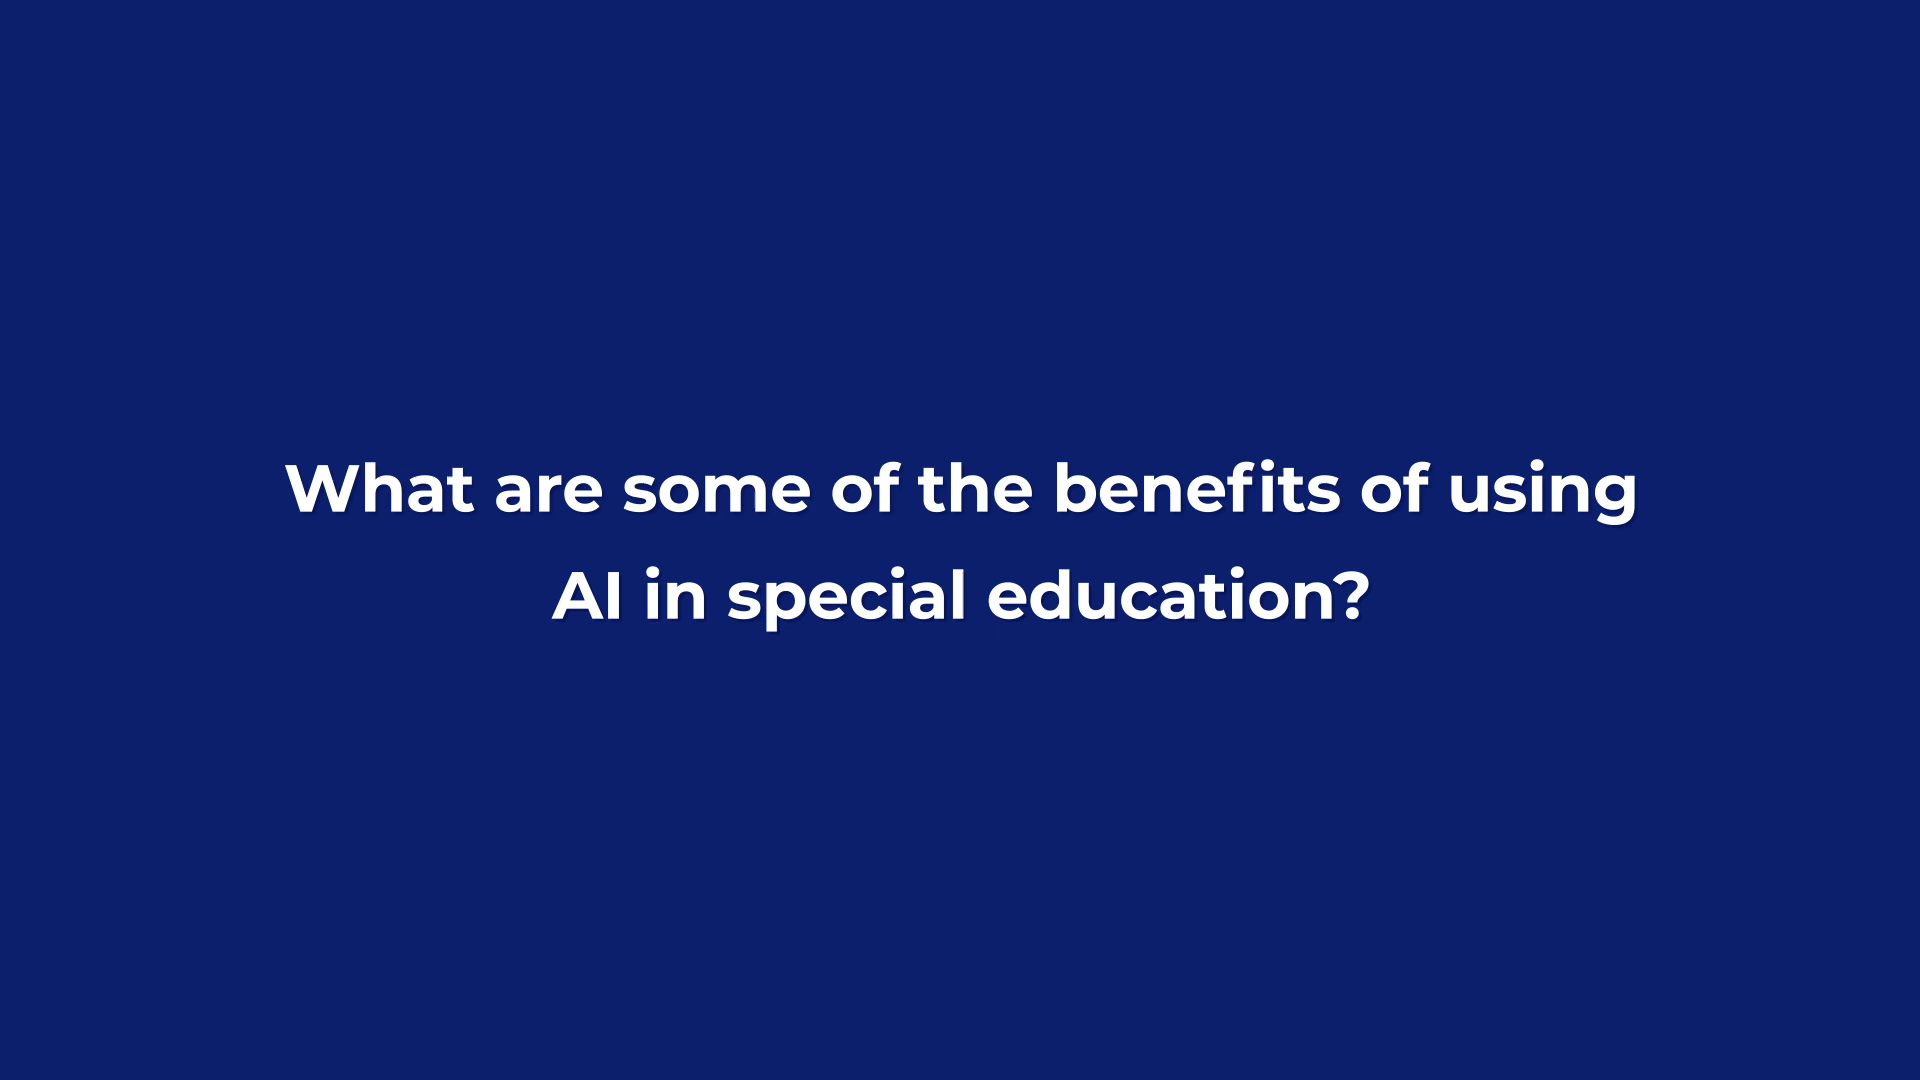 What are some of the benefits of using
AI in special education?